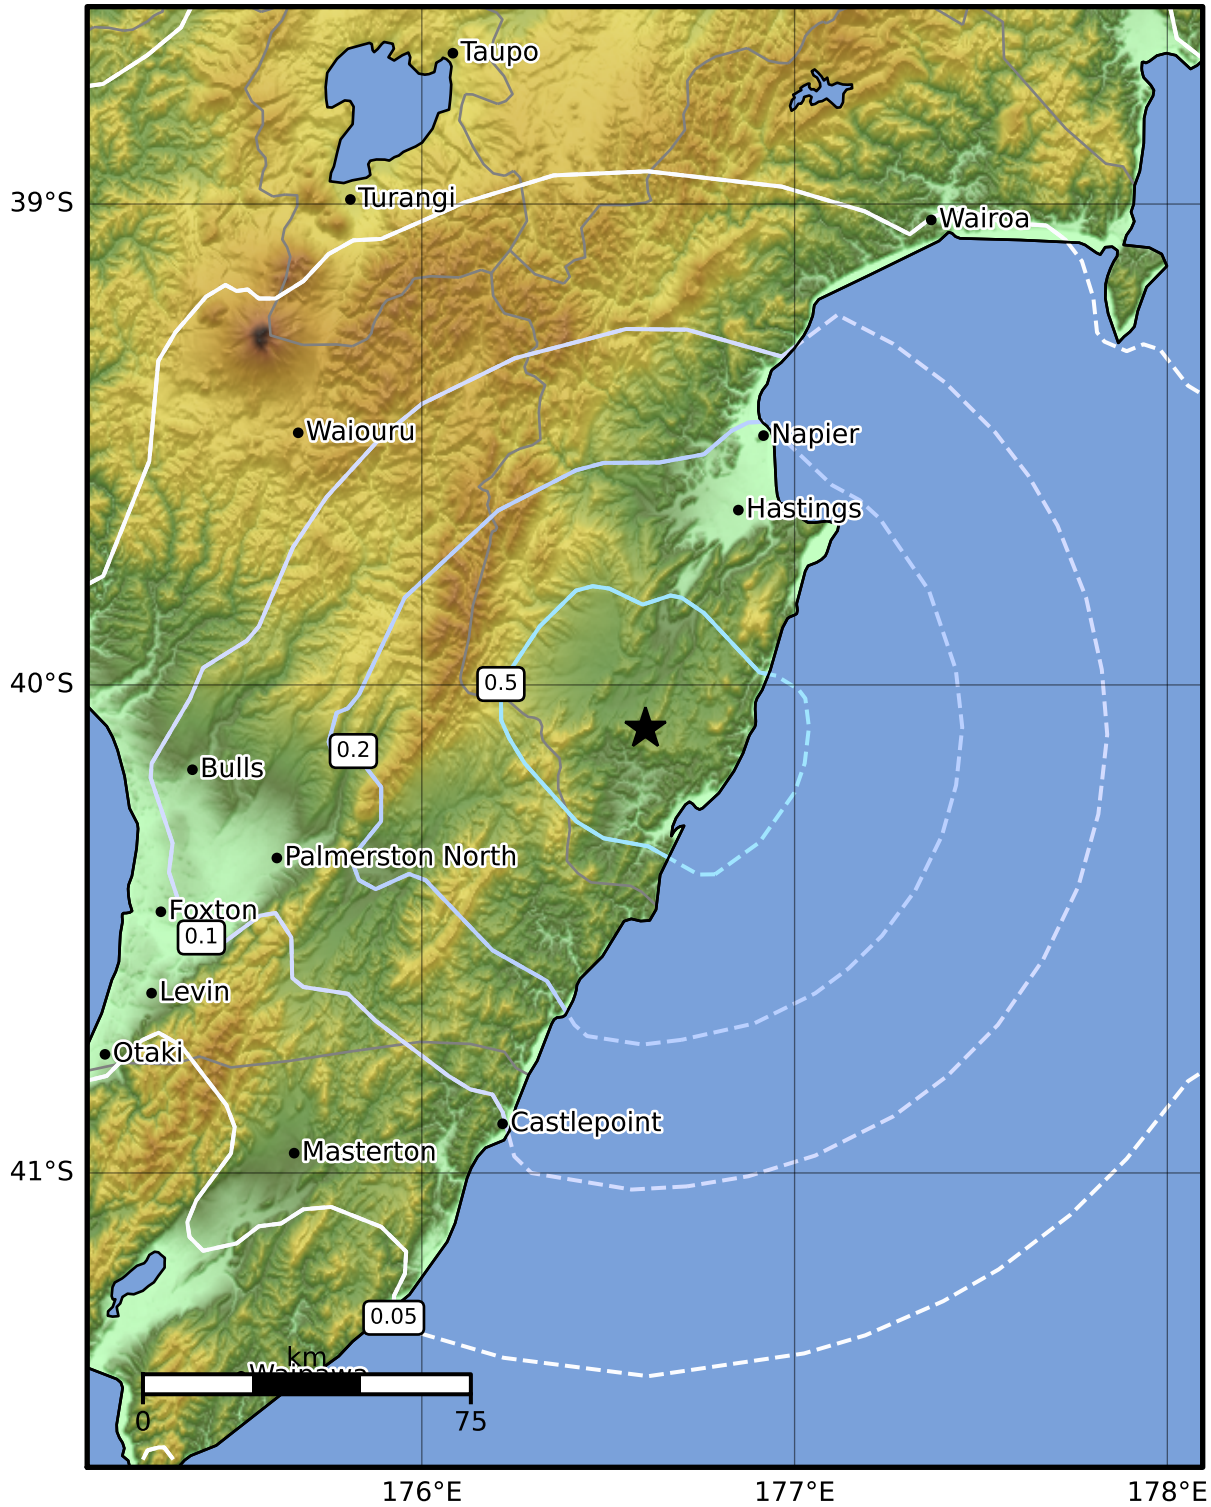 Taupo
Turangi
39°S
Wairoa
Waiouru
Napier
Hastings
0.5
40°S
0.2
Bulls
Palmerston North
Foxton
0.1
Levin
Otaki
Castlepoint
Masterton
41°S
0.05
km
0
75
176°E
177°E
178°E